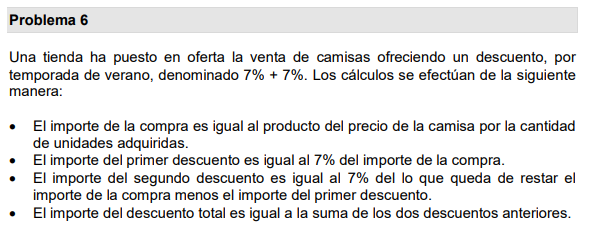 Problema 6
Una tienda ha puesto en oferta la venta de camisas ofreciendo un descuento, por
temporada de verano, denominado 7% + 7%. Los cálculos se efectúan de la siguiente
manera:
• El importe de la compra es igual al producto del precio de la camisa por la cantidad
de unidades adquiridas.
• El importe del primer descuento es igual al 7% del importe de la compra.
• El importe del segundo descuento es igual al 7% del lo que queda de restar el
importe de la compra menos el importe del primer descuento.
• El importe del descuento total es igual a la suma de los dos descuentos anteriores.